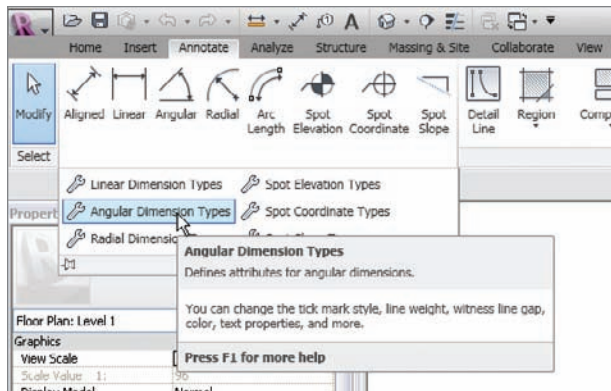 Home Insert Annotate Analyze Structure Massing & Site Collaborate View
Modify Aligned Linear Angular Radial Arc Length Spot Elevation Spot Coordinate Spot Slope Detail Line Region
Select
Linear Dimension Types Spot Elevation Types
Angular Dimension Types Spot Coordinate Types
Radial Dimension
Angular Dimension Types
Defines attributes for angular dimensions.
You can change the tick mark style, line weight, witness line gap,
color, text properties, and more.
Press F1 for more help
Floor Plan: Level 1
Graphics
View Scale
Scale Value 1: 96
Display Model Normal